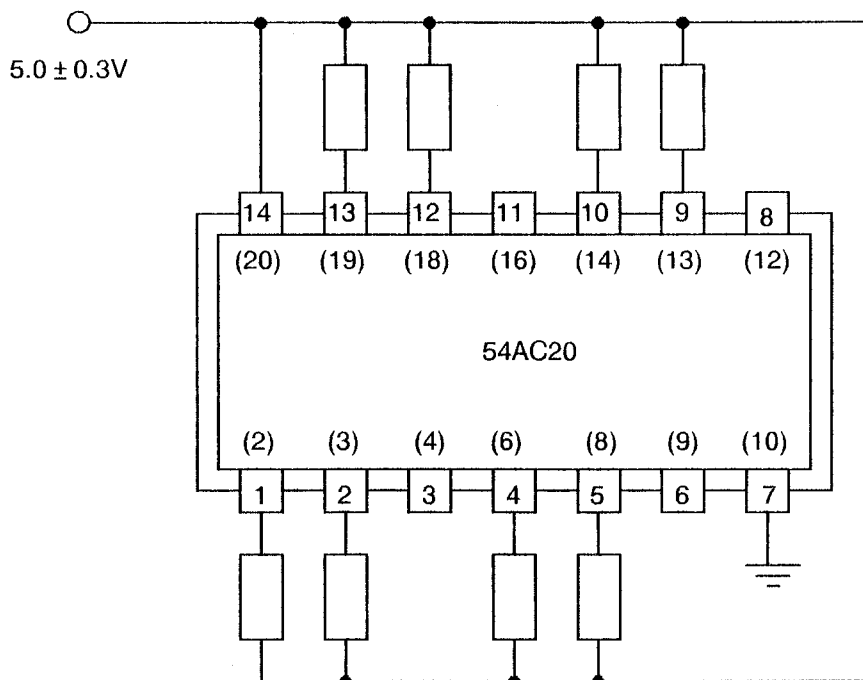 5.0 ± 0.3V
14 13 12 11 10 9 8
(20) (19) (18) (16) (14) (13) (12)
54AC20
(2) (3) (4) (6) (8) (9) (10)
1 2 3 4 5 6 7